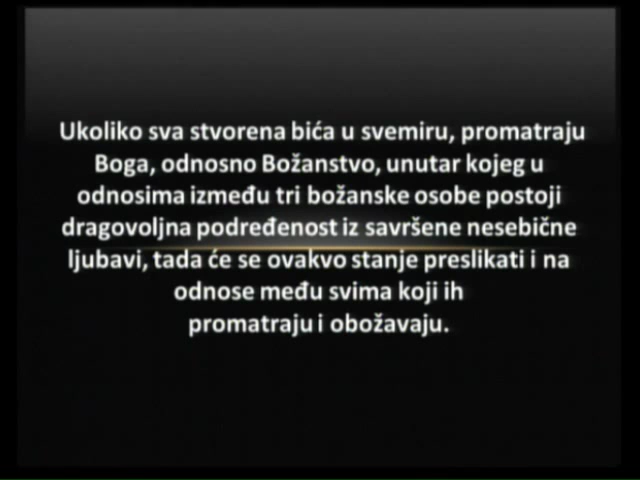 Ukoliko sva stvorena bića u svemiru, promatraju
Boga, odnosno Božanstvo, unutar kojeg u
odnosima između tri božanske osobe postoji
dragovoljna podređenost iz savršene nesebične
ljubavi, tada će se ovakvo stanje preslikati i na
odnose među svima koji ih
promatraju i obožavaju.